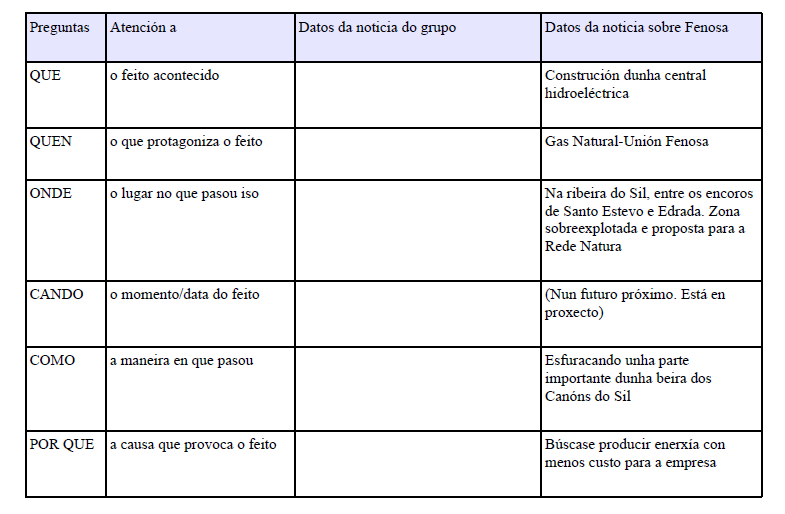 Preguntas Atención a Datos da noticia do grupo Datos da noticia sobre Fenosa
QUE o feito acontecido Construción dunha central
hidroeléctrica
QUEN o que protagoniza o feito Gas Natural-Unión Fenosa
ONDE o lugar no que pasou iso Na ribeira do Sil, entre os encoros
de Santo Estevo e Edrada. Zona
sobreexplotada e proposta para a
Rede Natura
CANDO o momento/data do feito (Nun futuro próximo. Está en
proxecto)
COMO a maneira en que pasou Esfuracando unha parte
importante dunha beira dos
Canóns do Sil
POR QUE a causa que provoca o feito Búscase producir enerxía con
menos custo para a empresa